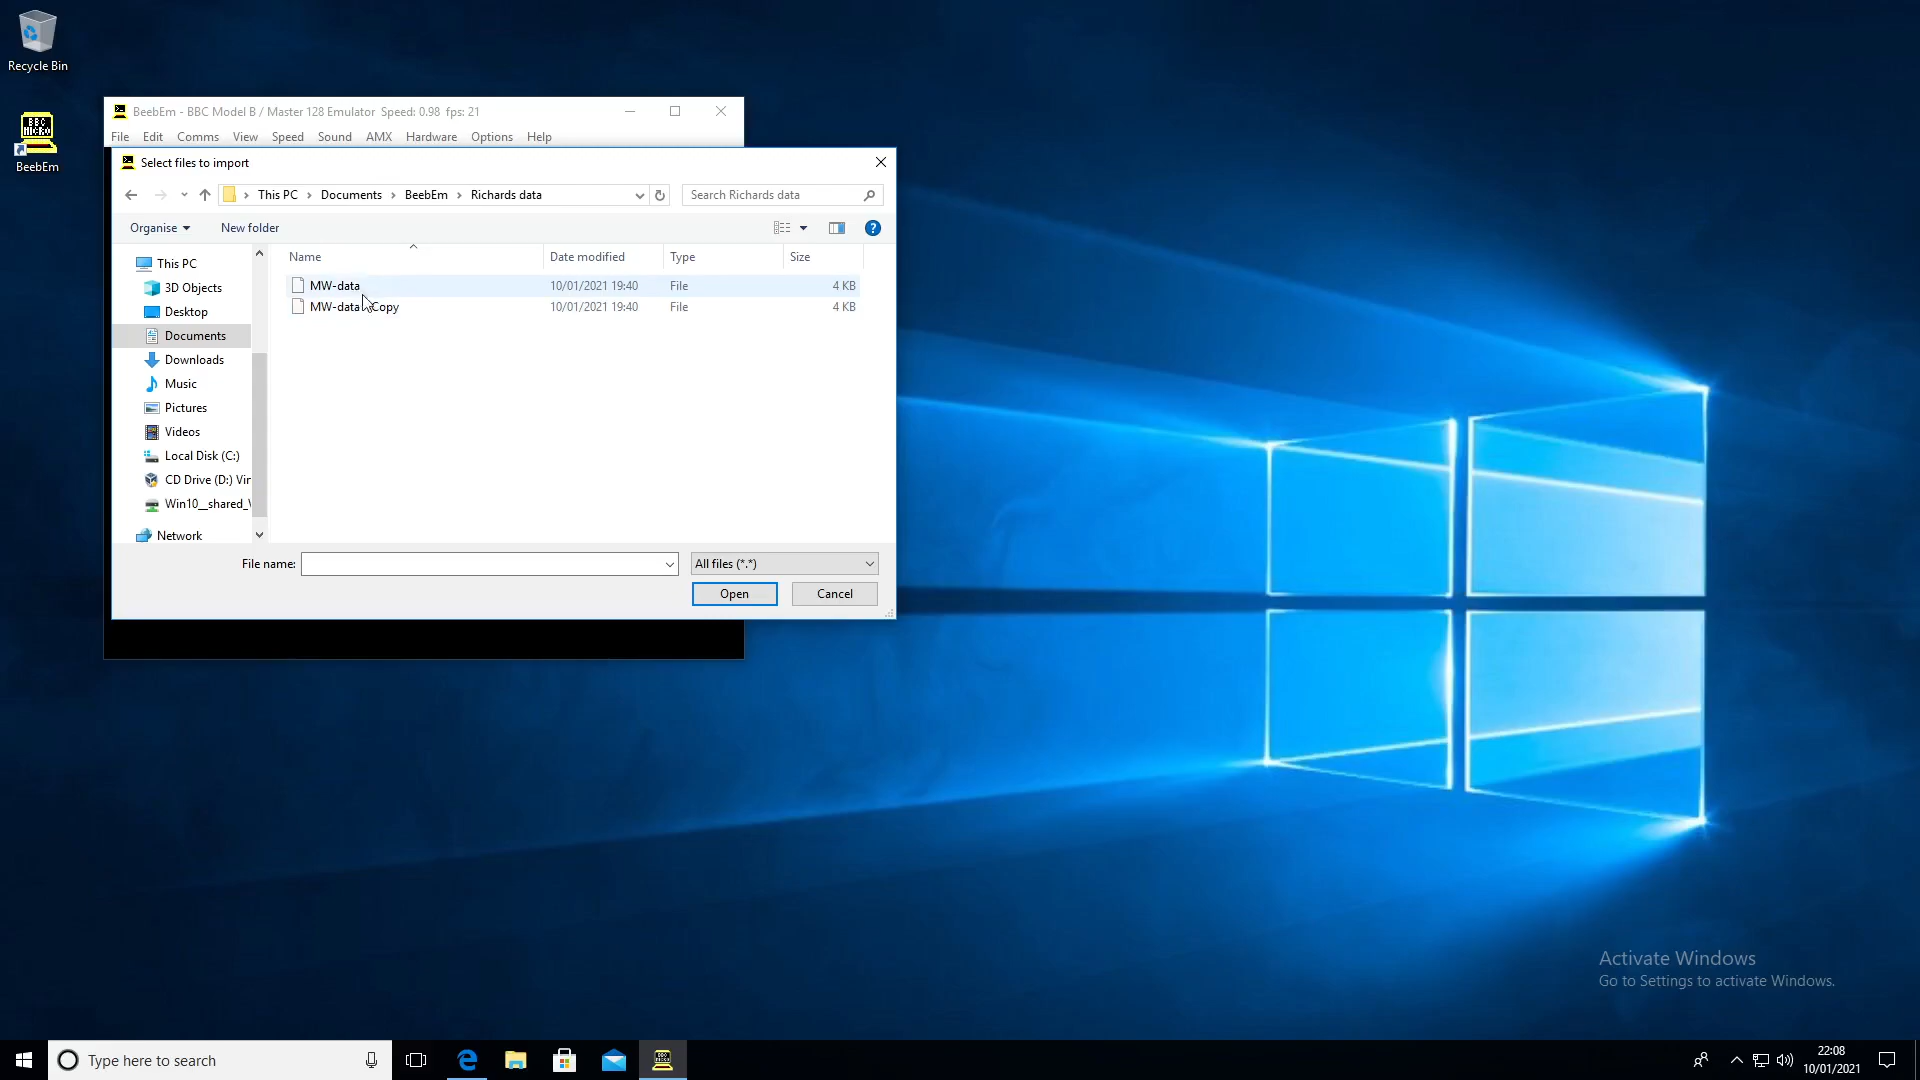 Recycle Bin
BBC MICRO
BeebEm
BeebEm - BBC Model B / Master 128 Emulator Speed: 0.98 fps: 21
File Edit Comms View Speed Sound AMX Hardware Options Help
Select files to import
This PC > Documents > BeebEm > Richards data
Search Richards data
Organise New folder
Name Date modified Type Size
MW-data 10/01/2021 19:40 File 4 KB
MW-data Copy 10/01/2021 19:40 File 4 KB
This PC
3D Objects
Desktop
Documents
Downloads
Music
Pictures
Videos
Local Disk (C:)
CD Drive (D:) Vir
Win10__shared_V
Network
File name:
All files (*.*)
Open Cancel
Activate Windows
Go to Settings to activate Windows.
Type here to search
22:08
10/01/2021